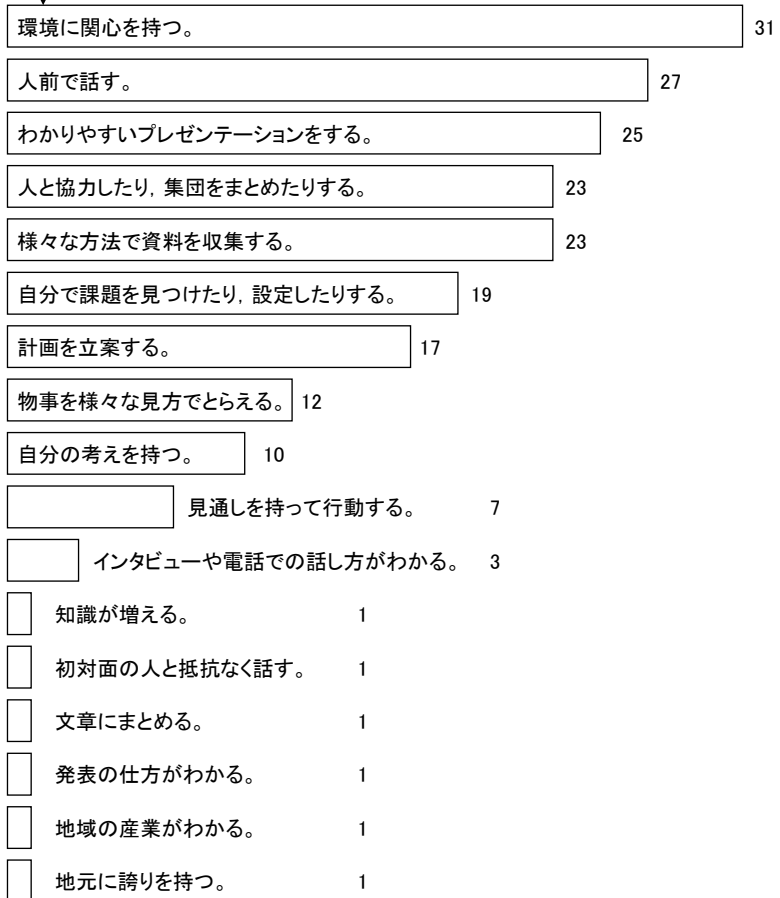 環境に関心を持つ。 31
人前で話す。 27
わかりやすいプレゼンテーションをする。 25
人と協力したり，集団をまとめたりする。 23
様々な方法で資料を収集する。 23
自分で課題を見つけたり，設定したりする。 19
計画を立案する。 17
物事を様々な見方でとらえる。 12
自分の考えを持つ。 10
見通しを持って行動する。 7
インタビューや電話での話し方がわかる。 3
知識が増える。 1
初対面の人と抵抗なく話す。 1
文章にまとめる。 1
発表の仕方がわかる。 1
地域の産業がわかる。 1
地元に誇りを持つ。 1